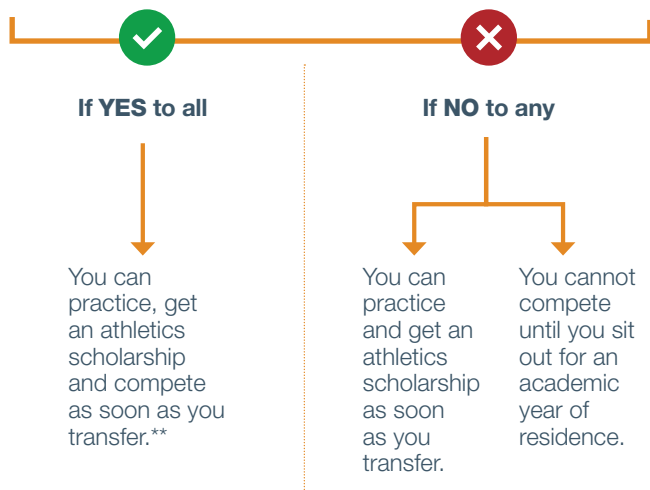 If YES to all
You can
practice, get
an athletics
scholarship
and compete
as soon as you
transfer.**
If NO to any
You can
practice
and get an
athletics
scholarship
as soon
as you
transfer.
You cannot
compete
until you sit
out for an
academic
year of
residence.